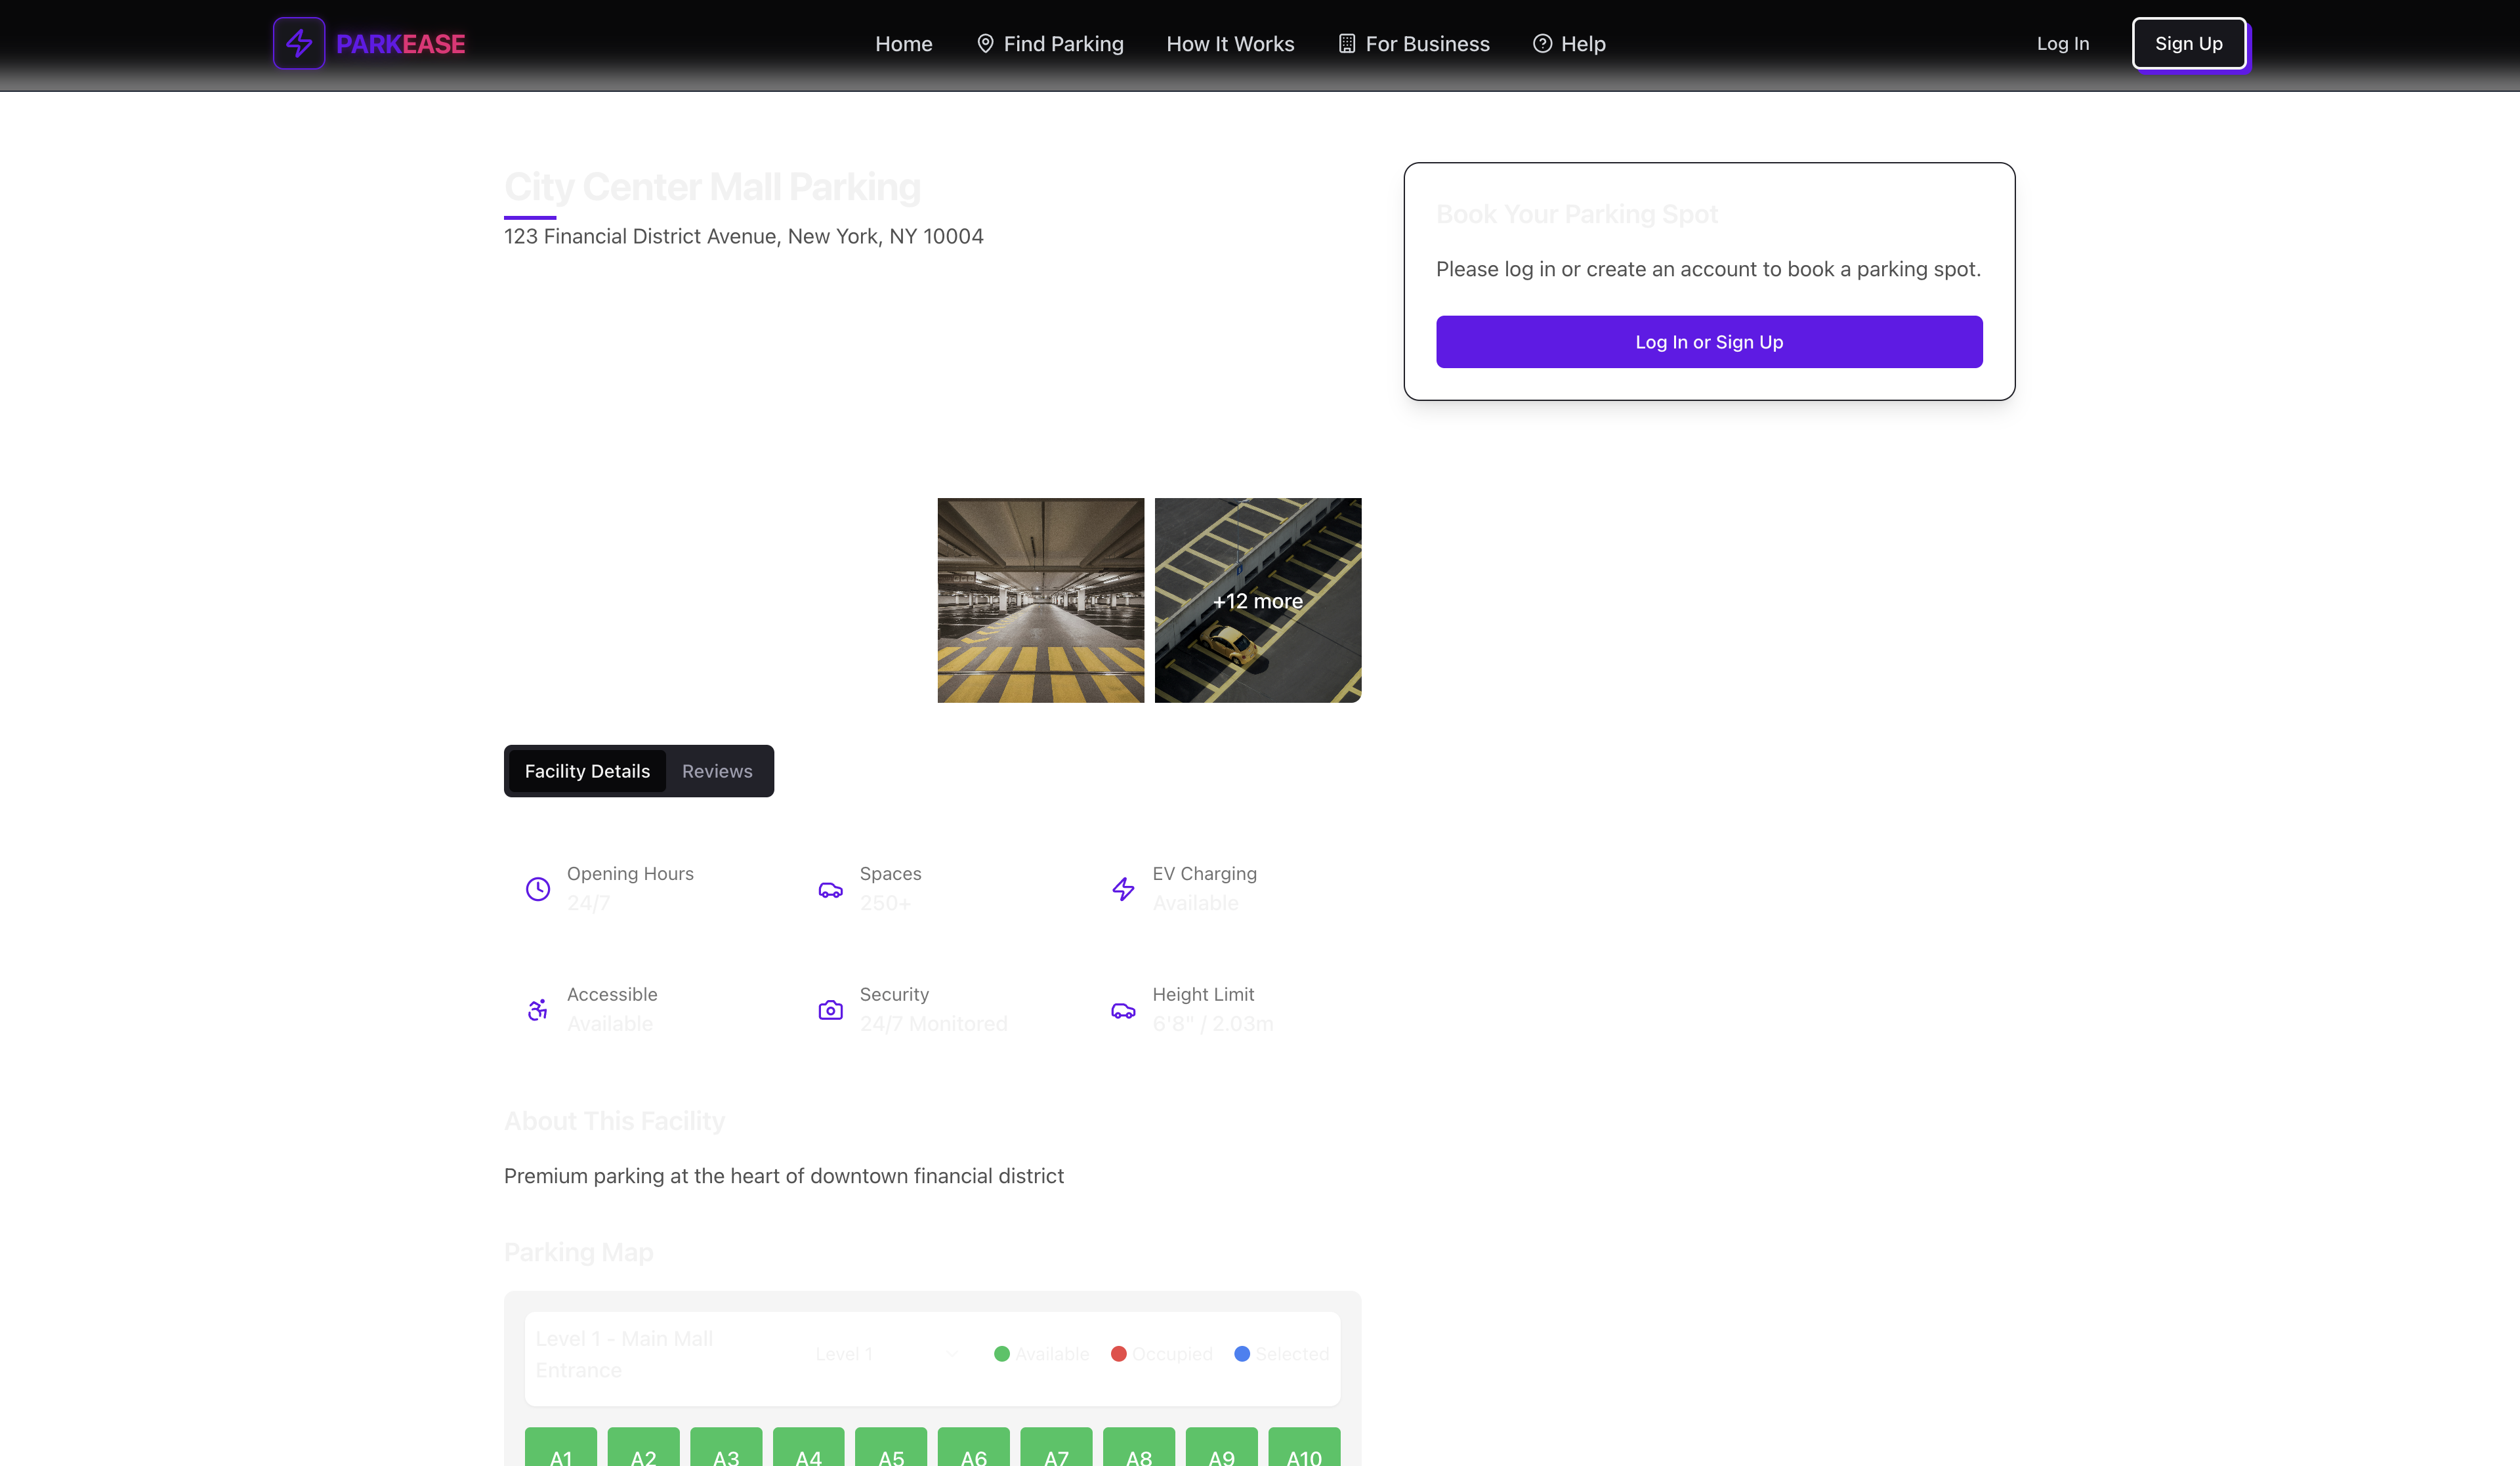 PARKEASE
Home
Find Parking
How It Works
For Business
Help
Log In
Sign Up
City Center Mall Parking
123 Financial District Avenue, New York, NY 10004
Book Your Parking Spot
Please log in or create an account to book a parking spot.
Log In or Sign Up
+12 more
Facility Details
Reviews
Opening Hours
24/7
Spaces
250+
EV Charging
Available
Accessible
Available
Security
24/7 Monitored
Height Limit
6'8" / 2.03m
About This Facility
Premium parking at the heart of downtown financial district
Parking Map
Level 1 - Main Mall
Entrance
Level 1
Available
Occupied
Selected
A1
A2
A3
A4
A5
A6
A7
A8
A9
A10